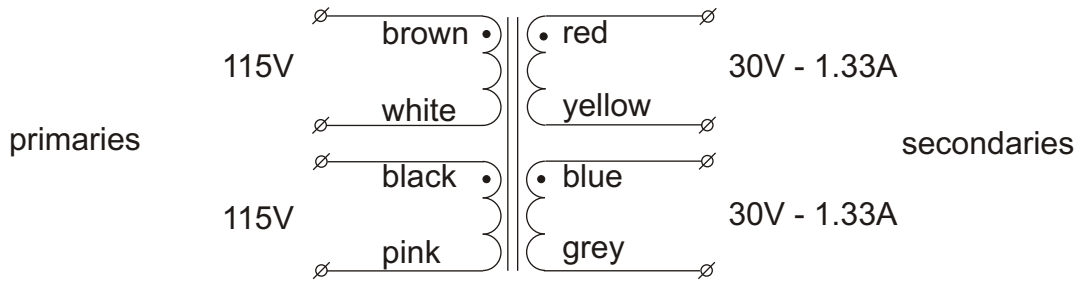 brown
red
115V
30V - 1.33A
white
yellow
primaries
secondaries
black
blue
115V
30V - 1.33A
pink
grey